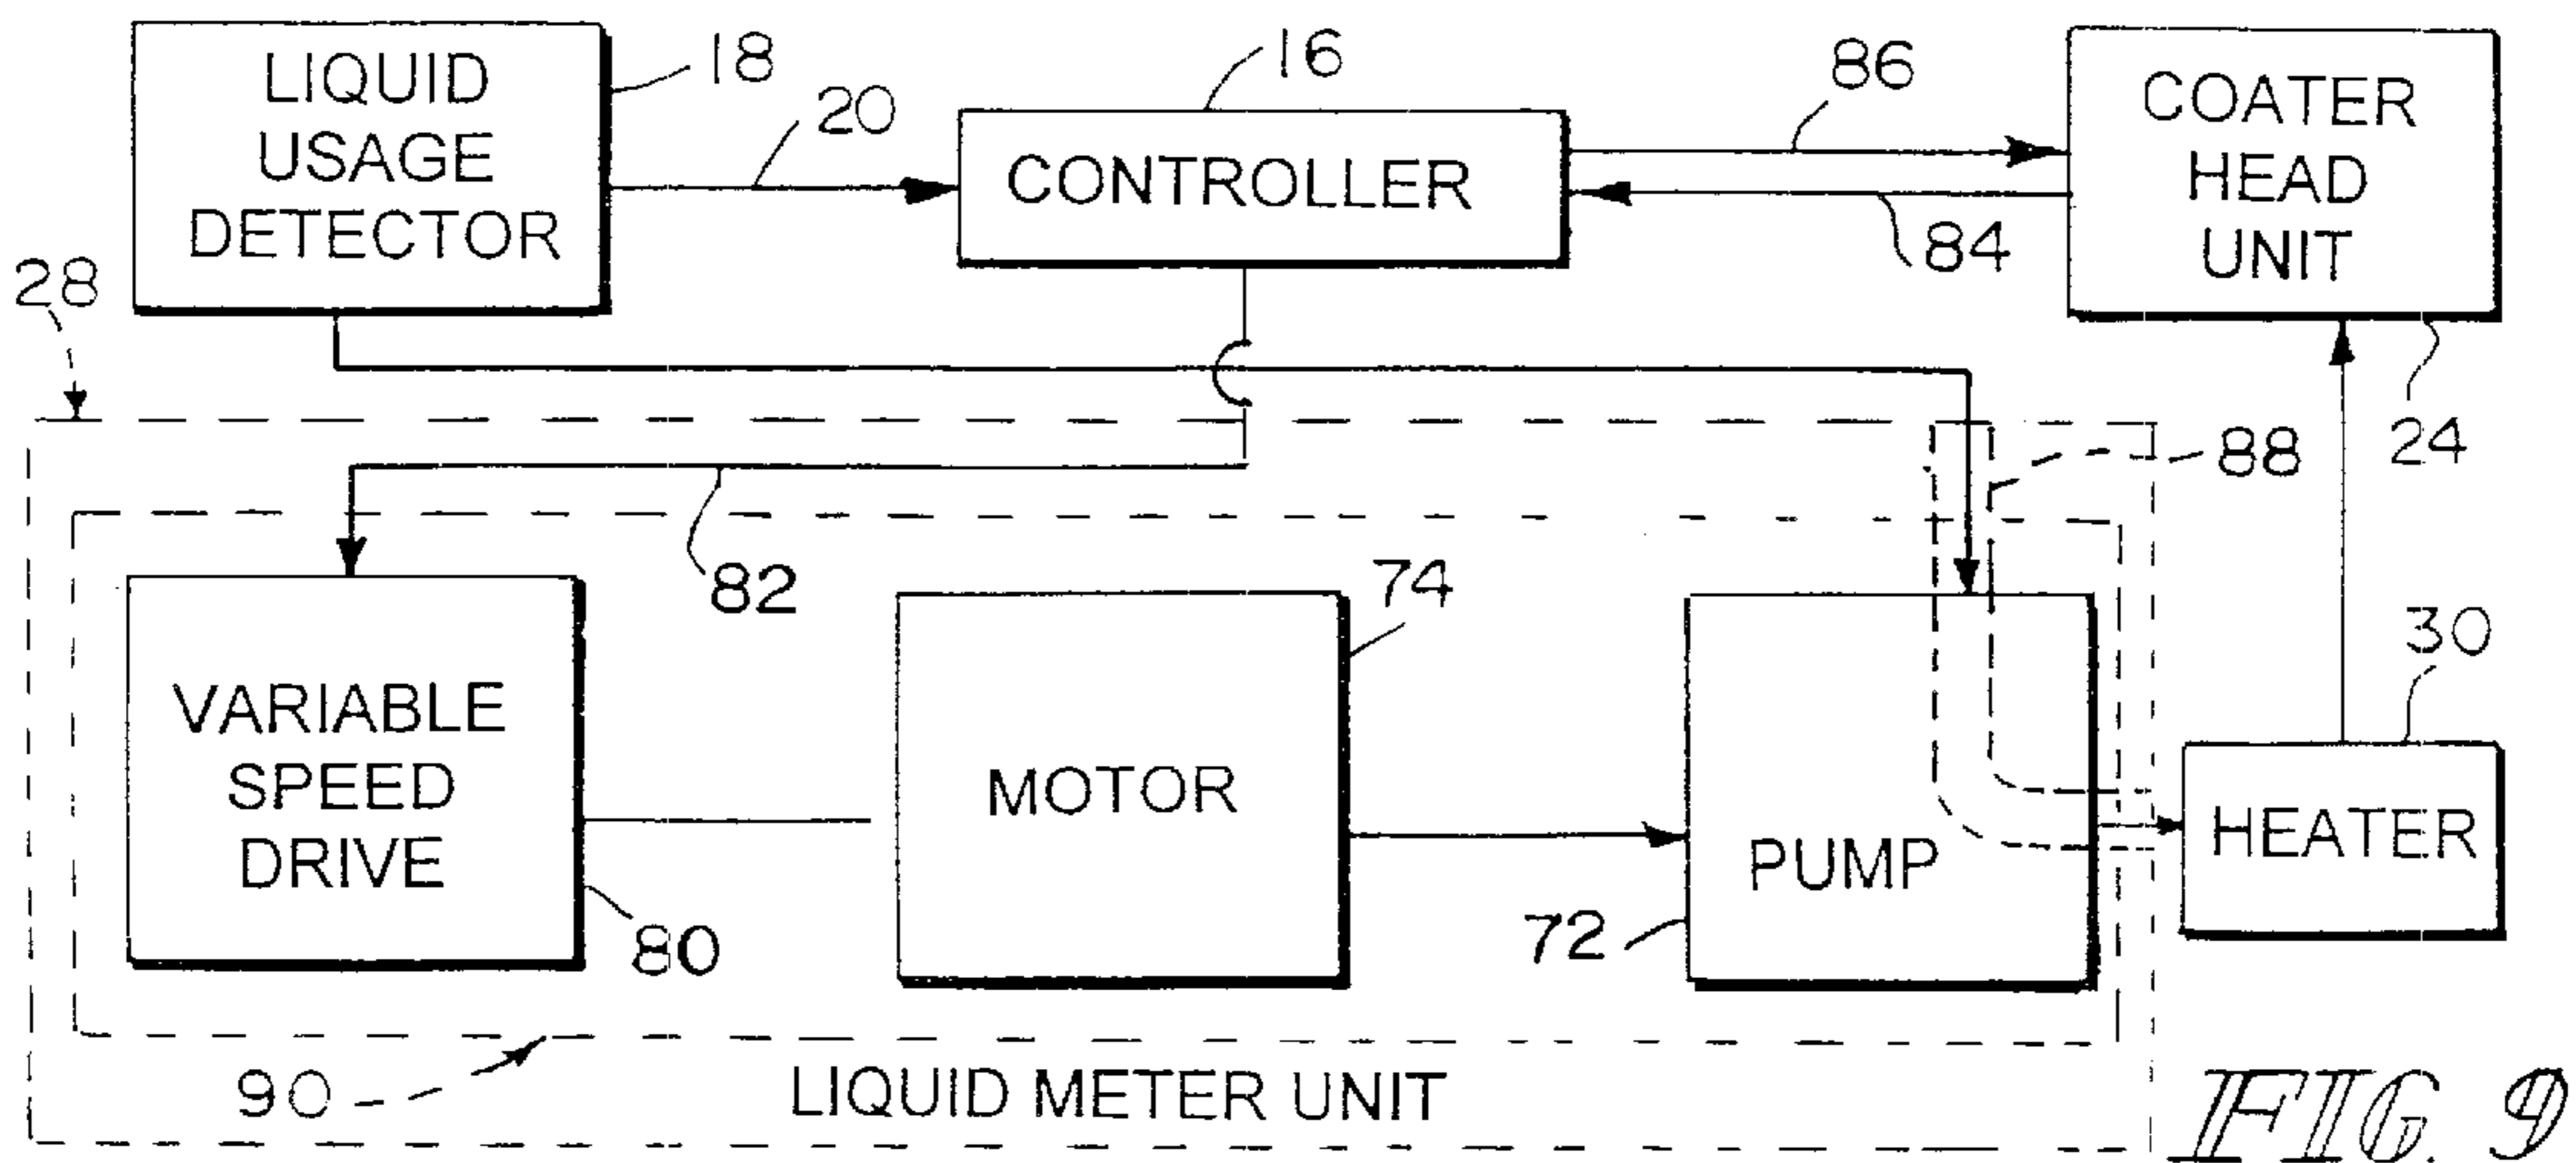 LIQUID
USAGE
DETECTOR
18
20
16
CONTROLLER
86
84
COATER
HEAD
UNIT
24
28
88
82
VARIABLE
SPEED
DRIVE
80
MOTOR
74
PUMP
72
30
HEATER
90
LIQUID METER UNIT
FIG. 9